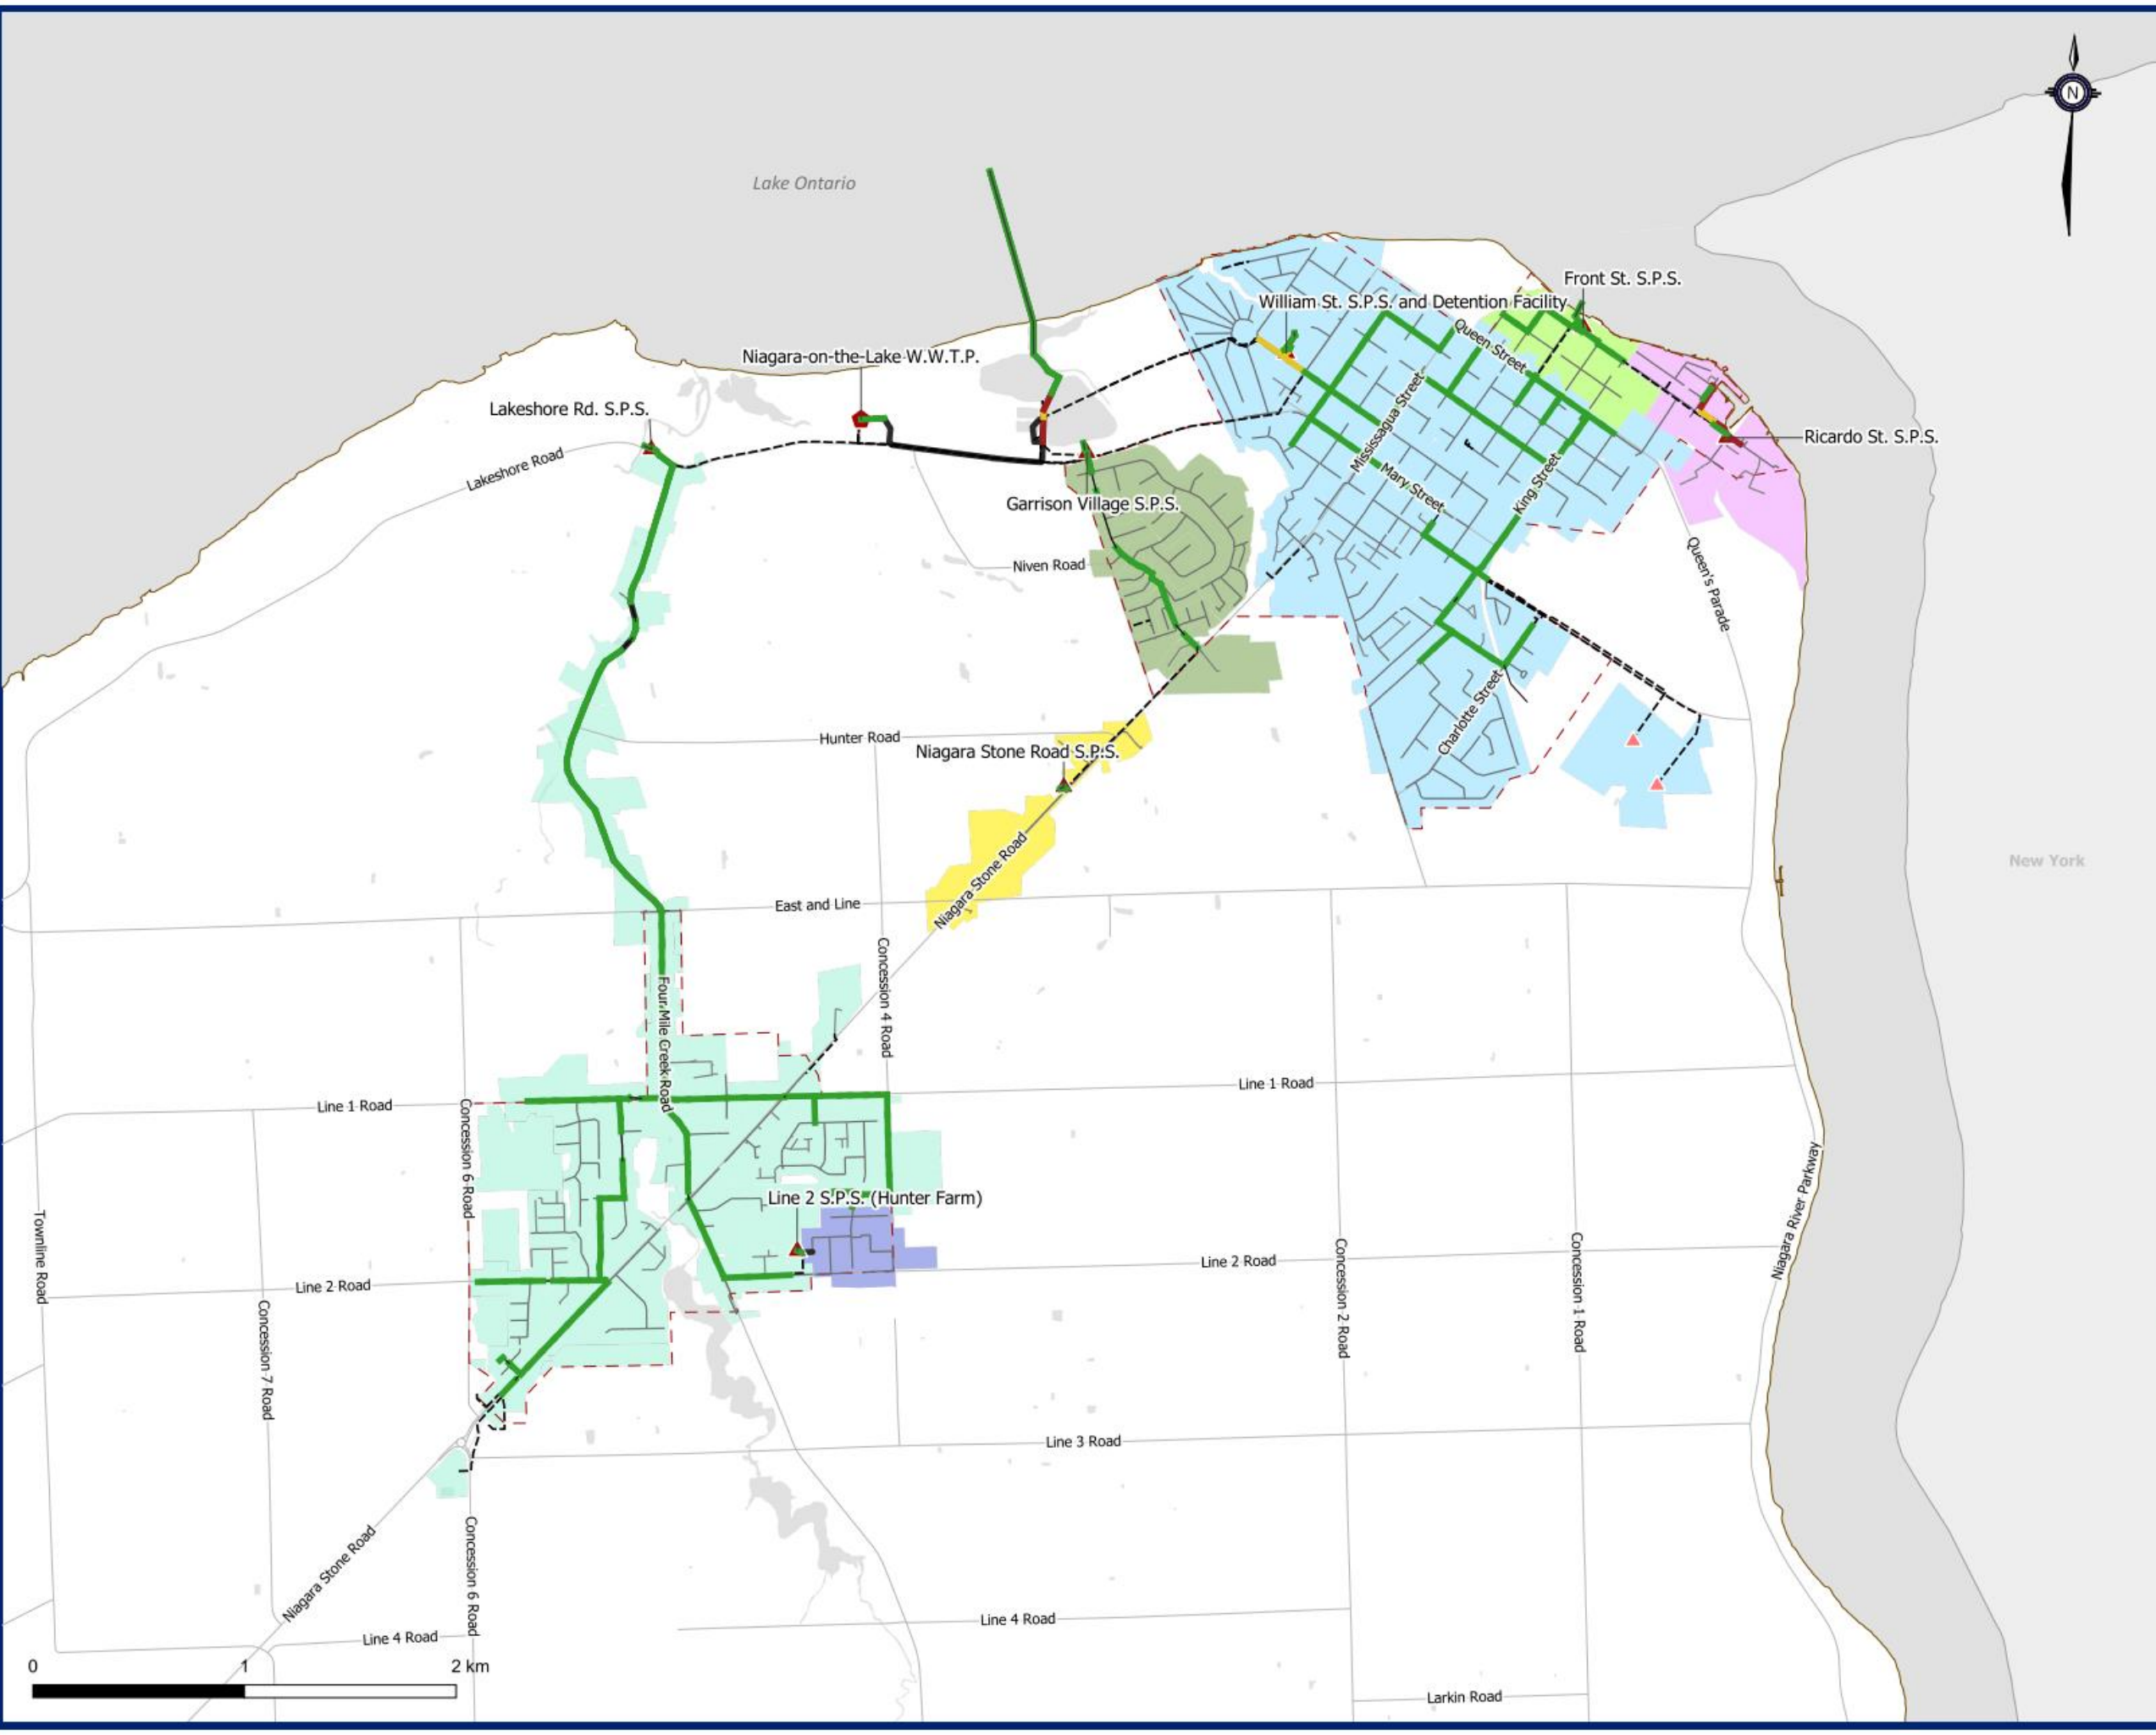 N
Lake Ontario
Front St. S.P.S.
William St. S.P.S. and Detention Facility
Queen Street
Niagara-on-the-Lake W.W.T.P.
Lakeshore Rd. S.P.S.
Ricardo St. S.P.S.
Mississagua Street
Lakeshore Road
Mary Street
King Street
Garrison Village S.P.S.
Niven Road
Queen's Parade
Charlotte Street
Hunter Road
Niagara Stone Road S.P.S.
New York
Niagara Stone Road
East and Line
Concession 4 Road
Four Mile Creek Road
Line 1 Road
Line 1 Road
Concession 6 Road
Line 2 S.P.S. (Hunter Farm)
Niagara River Parkway
Townline Road
Line 2 Road
Line 2 Road
Concession 2 Road
Concession 1 Road
Concession 7 Road
Line 3 Road
Niagara Stone Road
Concession 6 Road
Line 4 Road
Line 4 Road
0 1 2 km
Larkin Road